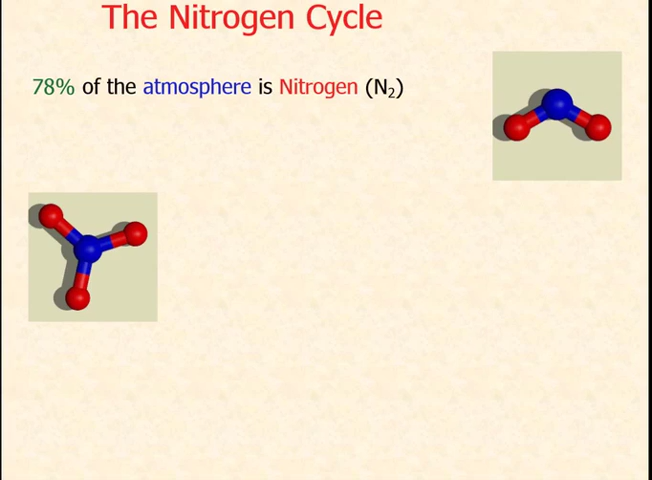 The Nitrogen Cycle
78% of the atmosphere is Nitrogen (N₂)